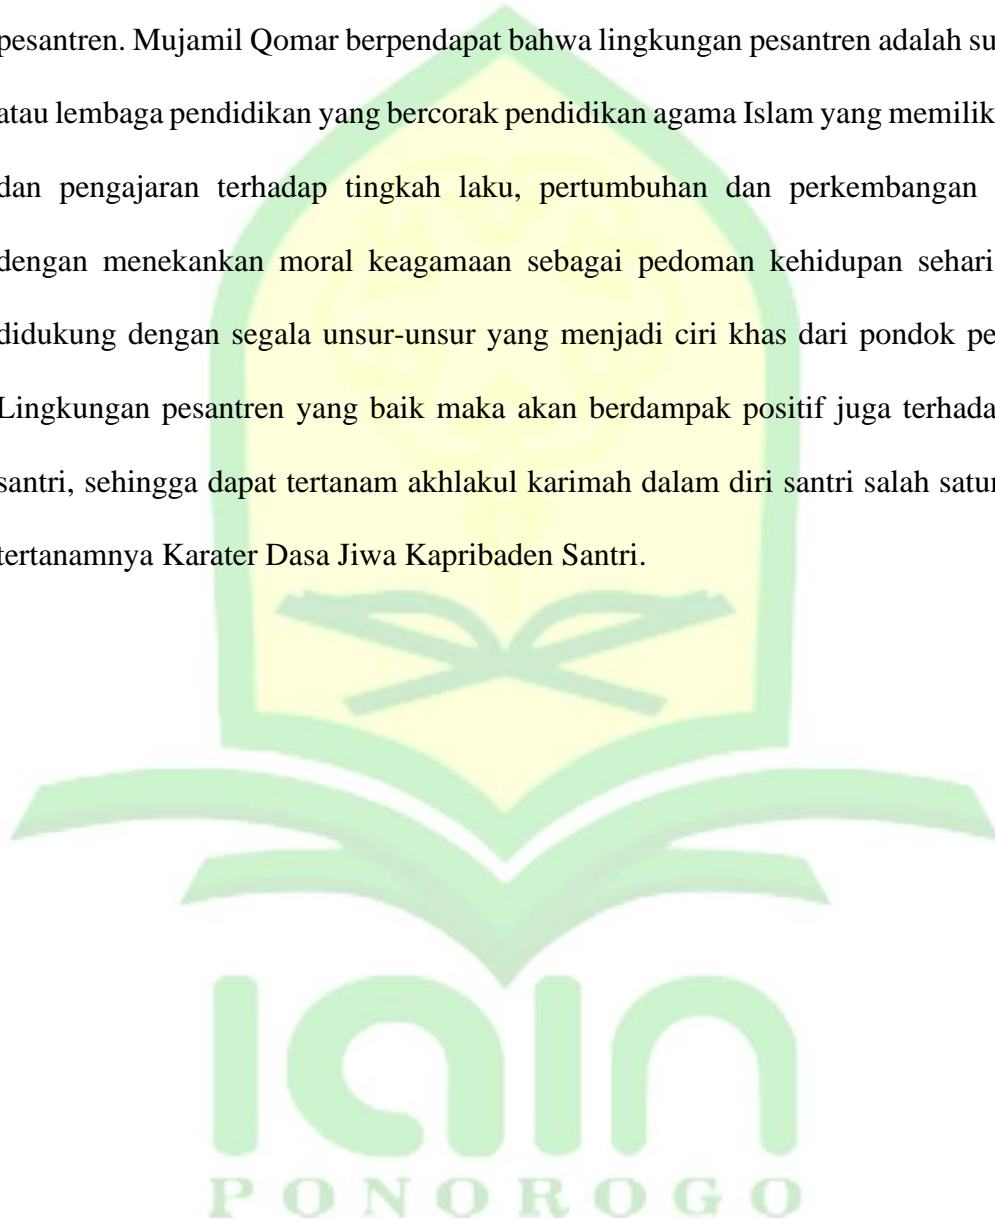 pesantren. Mujamil Qomar berpendapat bahwa lingkungan pesantren adalah su
atau lembaga pendidikan yang bercorak pendidikan agama Islam yang memilik
dan pengajaran terhadap tingkah laku, pertumbuhan dan perkembangan
dengan menekankan moral keagamaan sebagai pedoman kehidupan sehari
didukung dengan segala unsur-unsur yang menjadi ciri khas dari pondok pe
Lingkungan pesantren yang baik maka akan berdampak positif juga terhada
santri, sehingga dapat tertanam akhlakul karimah dalam diri santri salah satu
tertanamnya Karater Dasa Jiwa Kapribaden Santri.
iain
PONOROGO